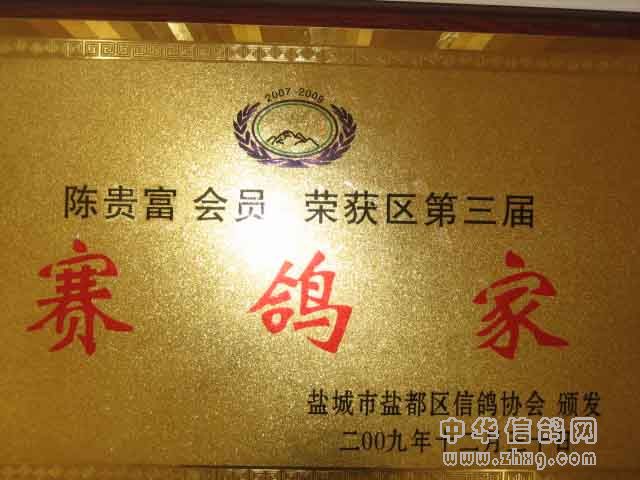 2007-2009
陈贵富 会员 荣获区第三届
赛鸽家
盐城市盐都区信鸽协会 颁发
二00九年十
中华信鸽网
www.zhxg.com